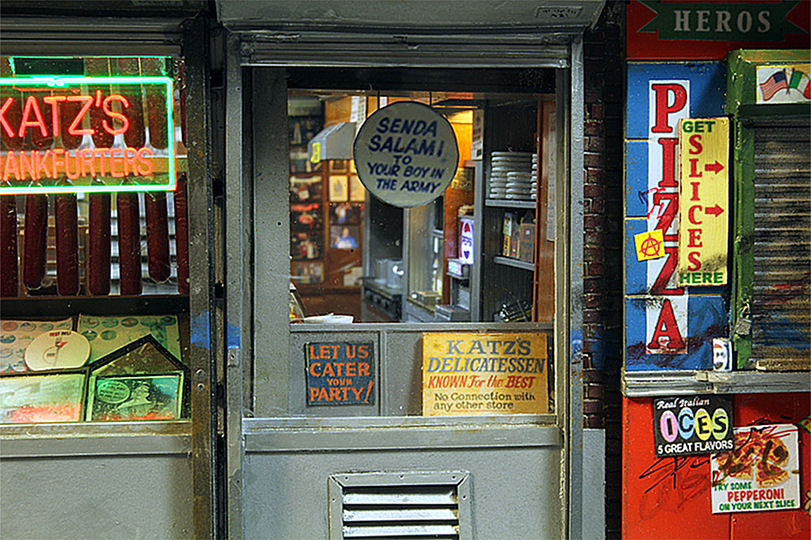 KATZ'S
RANKFURTERS
SENDA
SALAMI
TO
YOUR BOY IN
THE ARMY
LET US
CATER
YOUR
PARTY!
KATZ'S
DELICATESSEN
KNOWN For the BEST
No Connection with
any other store
HEROS
PIZZA
GET
SLICES
HERE
Real Italian
ICES
5 GREAT FLAVORS
TRY SOME
PEPPERONI
ON YOUR NEXT SLICE